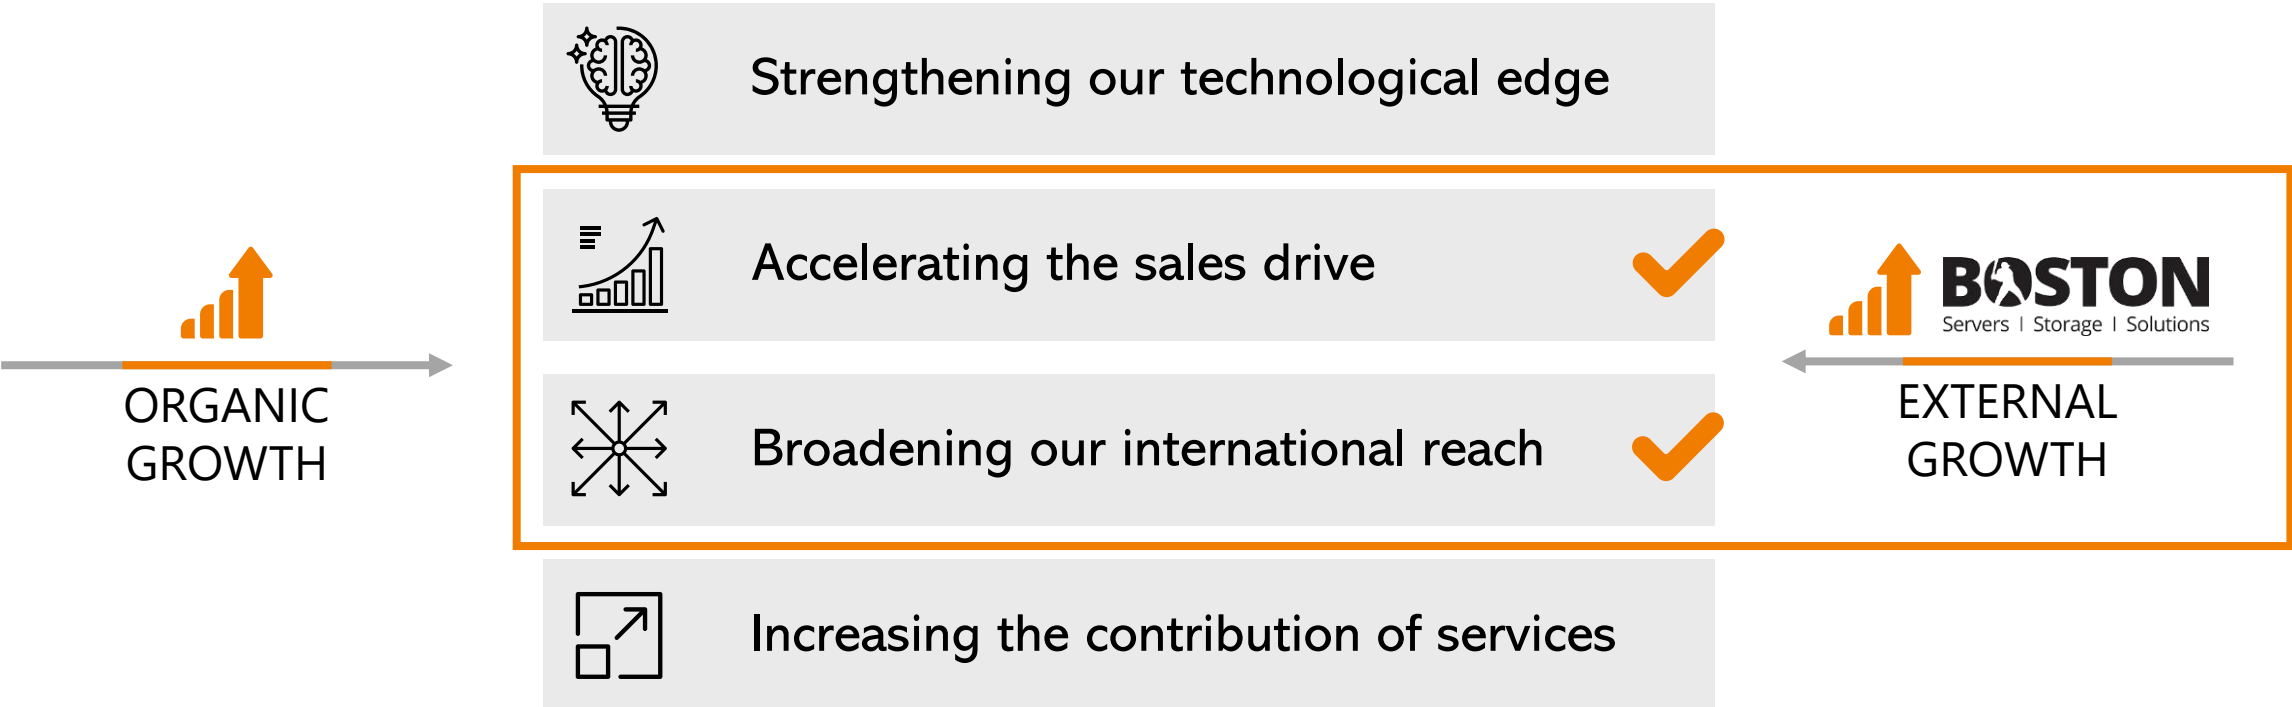 Strengthening our technological edge
Accelerating the sales drive
Broadening our international reach
Increasing the contribution of services
ORGANIC
GROWTH
BOSTON
Servers | Storage | Solutions
EXTERNAL
GROWTH